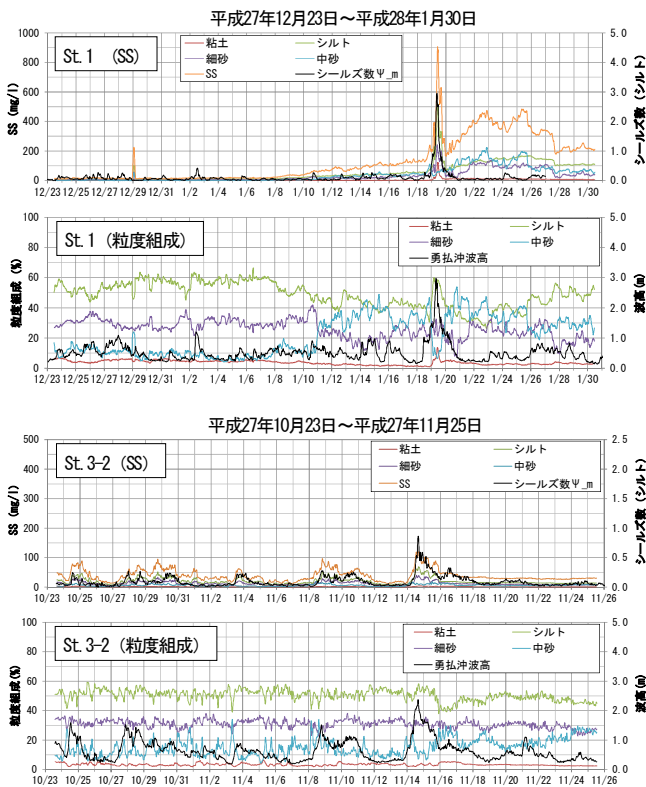 平成27年12月23日～平成28年1月30日
St.1 (SS)
粘土 シルト
細砂 中砂
SS シールズ数Ψ_m
SS (mg/l)
1000
800
600
400
200
0
シールズ数 (シルト)
5.0
4.0
3.0
2.0
1.0
0.0
12/23 12/25 12/27 12/29 12/31 1/2 1/4 1/6 1/8 1/10 1/12 1/14 1/16 1/18 1/20 1/22 1/24 1/26 1/28 1/30
St.1 (粒度組成)
粘土 シルト
細砂 中砂
勇払沖波高
粒度組成(%)
100
80
60
40
20
0
波高(m)
5.0
4.0
3.0
2.0
1.0
0.0
12/23 12/25 12/27 12/29 12/31 1/2 1/4 1/6 1/8 1/10 1/12 1/14 1/16 1/18 1/20 1/22 1/24 1/26 1/28 1/30
平成27年10月23日～平成27年11月25日
St.3-2 (SS)
粘土 シルト
細砂 中砂
SS シールズ数Ψ_m
SS (mg/l)
500
400
300
200
100
0
シールズ数 (シルト)
2.5
2.0
1.5
1.0
0.5
0.0
10/23 10/25 10/27 10/29 10/31 11/2 11/4 11/6 11/8 11/10 11/12 11/14 11/16 11/18 11/20 11/22 11/24 11/26
St.3-2 (粒度組成)
粘土 シルト
細砂 中砂
勇払沖波高
粒度組成(%)
100
80
60
40
20
0
波高(m)
5.0
4.0
3.0
2.0
1.0
0.0
10/23 10/25 10/27 10/29 10/31 11/2 11/4 11/6 11/8 11/10 11/12 11/14 11/16 11/18 11/20 11/22 11/24 11/26